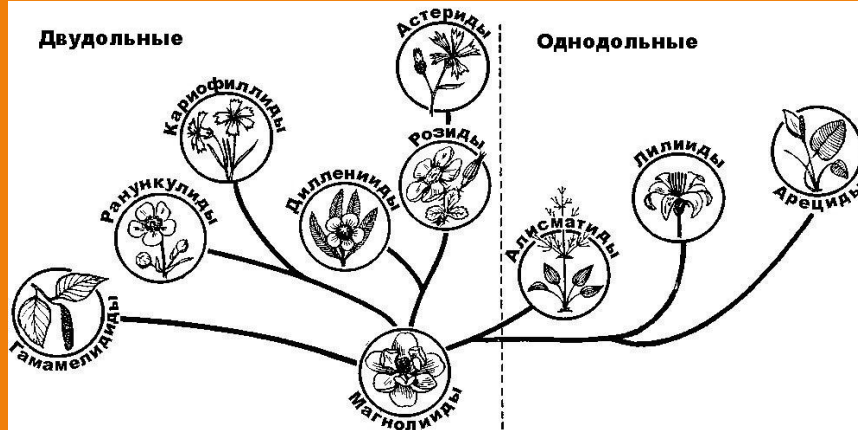 Двудольные
Однодольные
Астериды
Кариофиллиды
Розиды
Лилииды
Арециды
Ранункулиды
Диллениды
Алисматиды
Гамамелидиды
Магнолииды